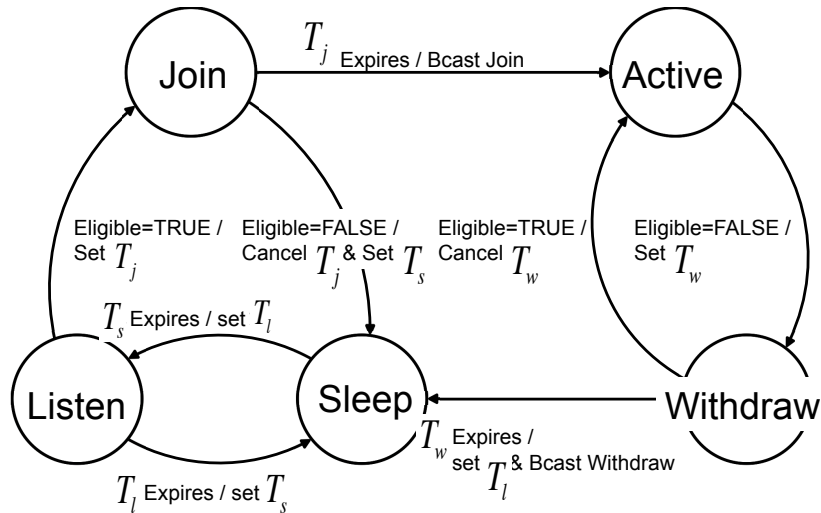 T_j Expires / Bcast Join
Join
Active
Eligible=TRUE /
Set T_j
Eligible=FALSE /
Cancel T_j & Set T_s
Eligible=TRUE /
Cancel T_w
Eligible=FALSE /
Set T_w
T_s Expires / set T_l
Listen
Sleep
Withdraw
T_w Expires /
set T_l & Bcast Withdraw
T_l Expires / set T_s